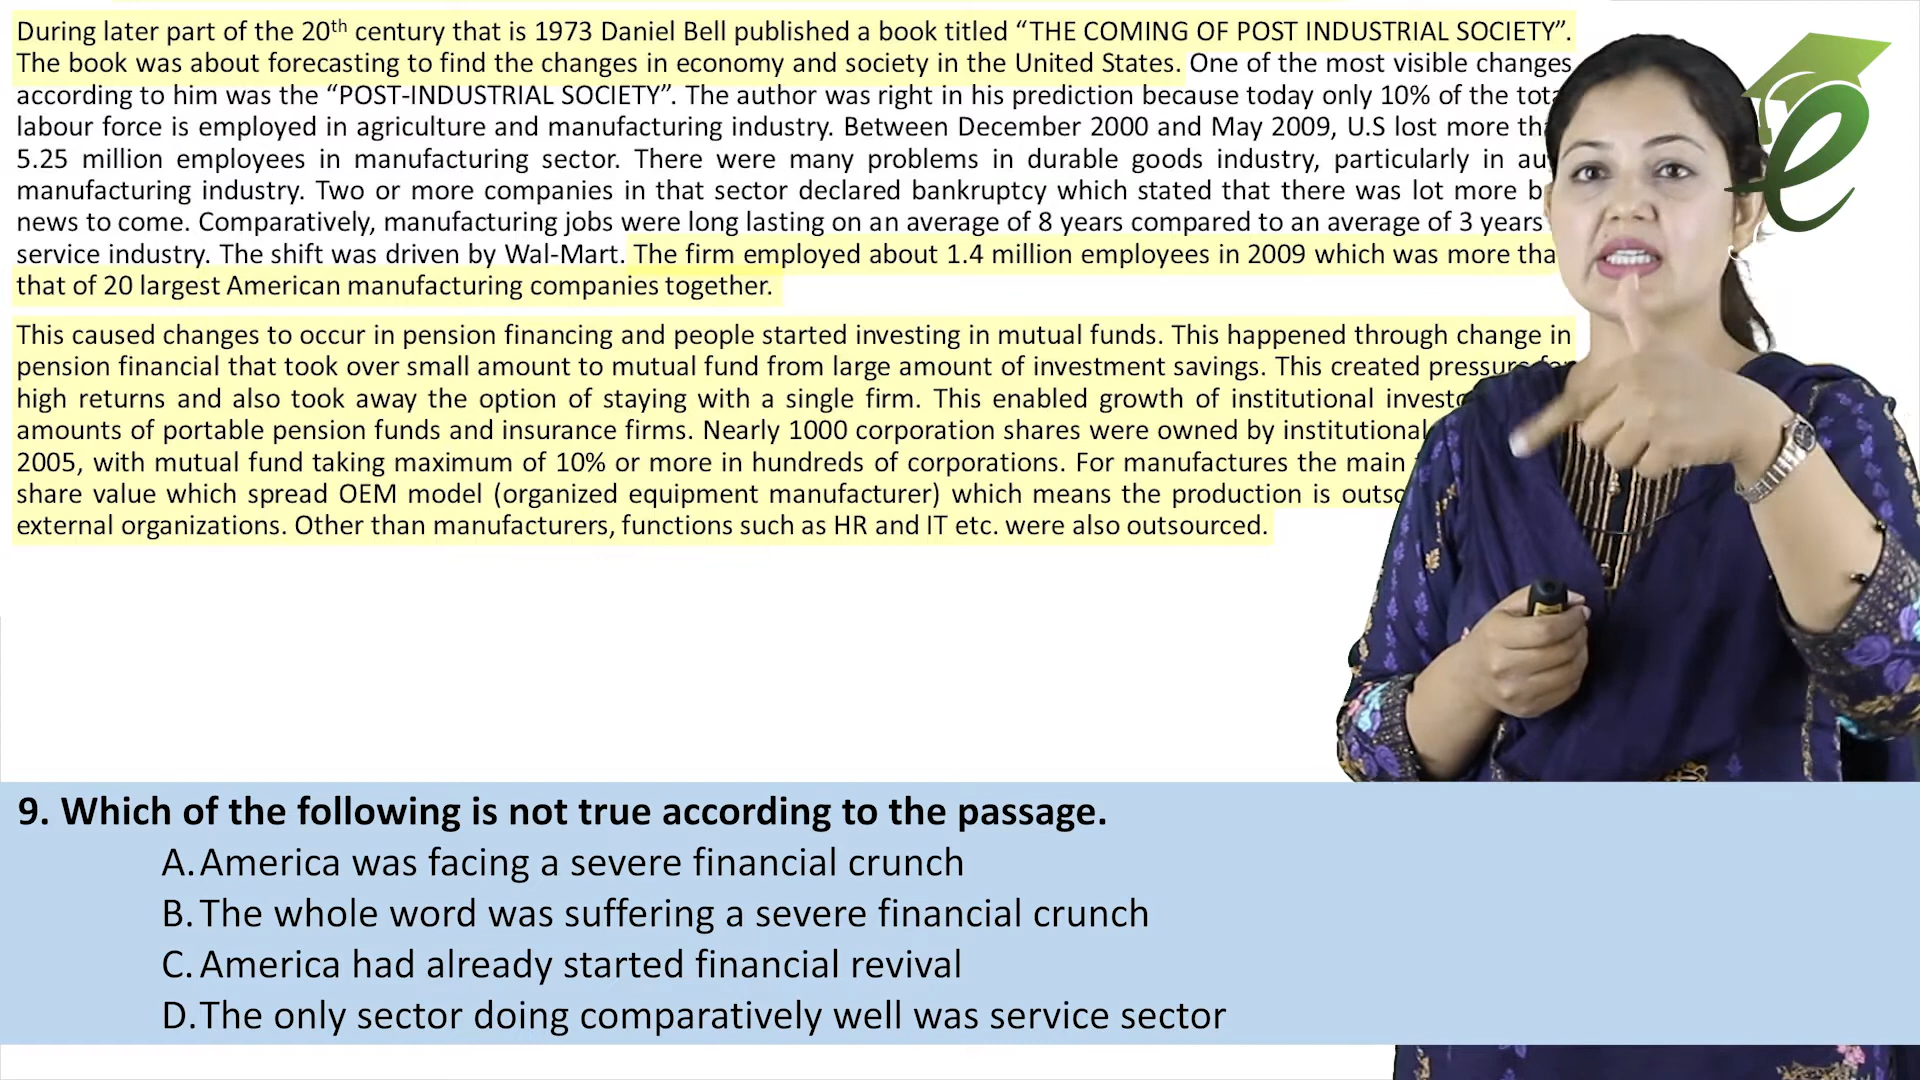 During later part of the 20th century that is 1973 Daniel Bell published a book titled “THE COMING OF POST INDUSTRIAL SOCIETY”.
The book was about forecasting to find the changes in economy and society in the United States. One of the most visible changes
according to him was the “POST-INDUSTRIAL SOCIETY”. The author was right in his prediction because today only 10% of the
labour force is employed in agriculture and manufacturing industry. Between December 2000 and May 2009, U.S lost more
5.25 million employees in manufacturing sector. There were many problems in durable goods industry, particularly in
manufacturing industry. Two or more companies in that sector declared bankruptcy which stated that there was lot more
news to come. Comparatively, manufacturing jobs were long lasting on an average of 8 years compared to an average of 3 years
service industry. The shift was driven by Wal-Mart. The firm employed about 1.4 million employees in 2009 which was more
that of 20 largest American manufacturing companies together.
This caused changes to occur in pension financing and people started investing in mutual funds. This happened through change in
pension financial that took over small amount to mutual fund from large amount of investment savings. This created pressure for
high returns and also took away the option of staying with a single firm. This enabled growth of institutional
amounts of portable pension funds and insurance firms. Nearly 1000 corporation shares were owned by institutional
2005, with mutual fund taking maximum of 10% or more in hundreds of corporations. For manufactures the main
share value which spread OEM model (organized equipment manufacturer) which means the production is
external organizations. Other than manufacturers, functions such as HR and IT etc. were also outsourced.
9. Which of the following is not true according to the passage.
A. America was facing a severe financial crunch
B. The whole word was suffering a severe financial crunch
C. America had already started financial revival
D. The only sector doing comparatively well was service sector